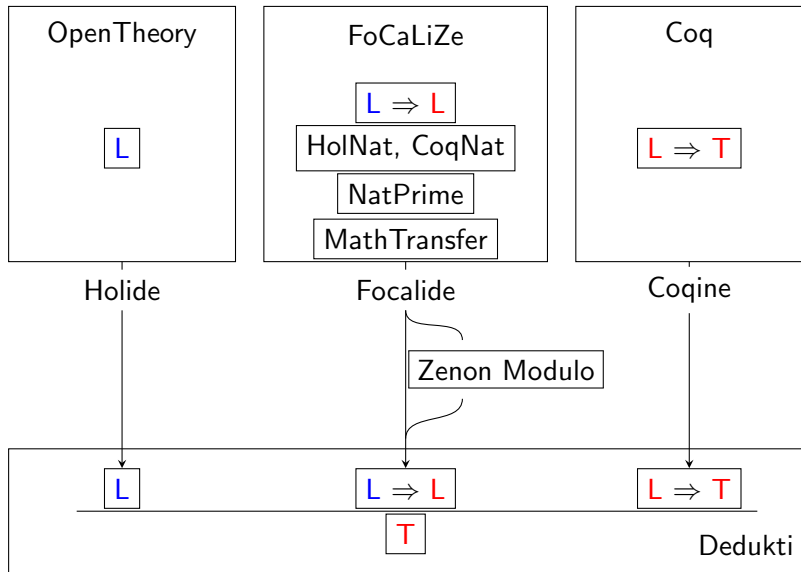 OpenTheory FoCaLiZe Coq
L ⇒ L
L HolNat, CoqNat L ⇒ T
NatPrime
MathTransfer
Holide Focalide Coqine
Zenon Modulo
L L ⇒ L L ⇒ T
T
Dedukti